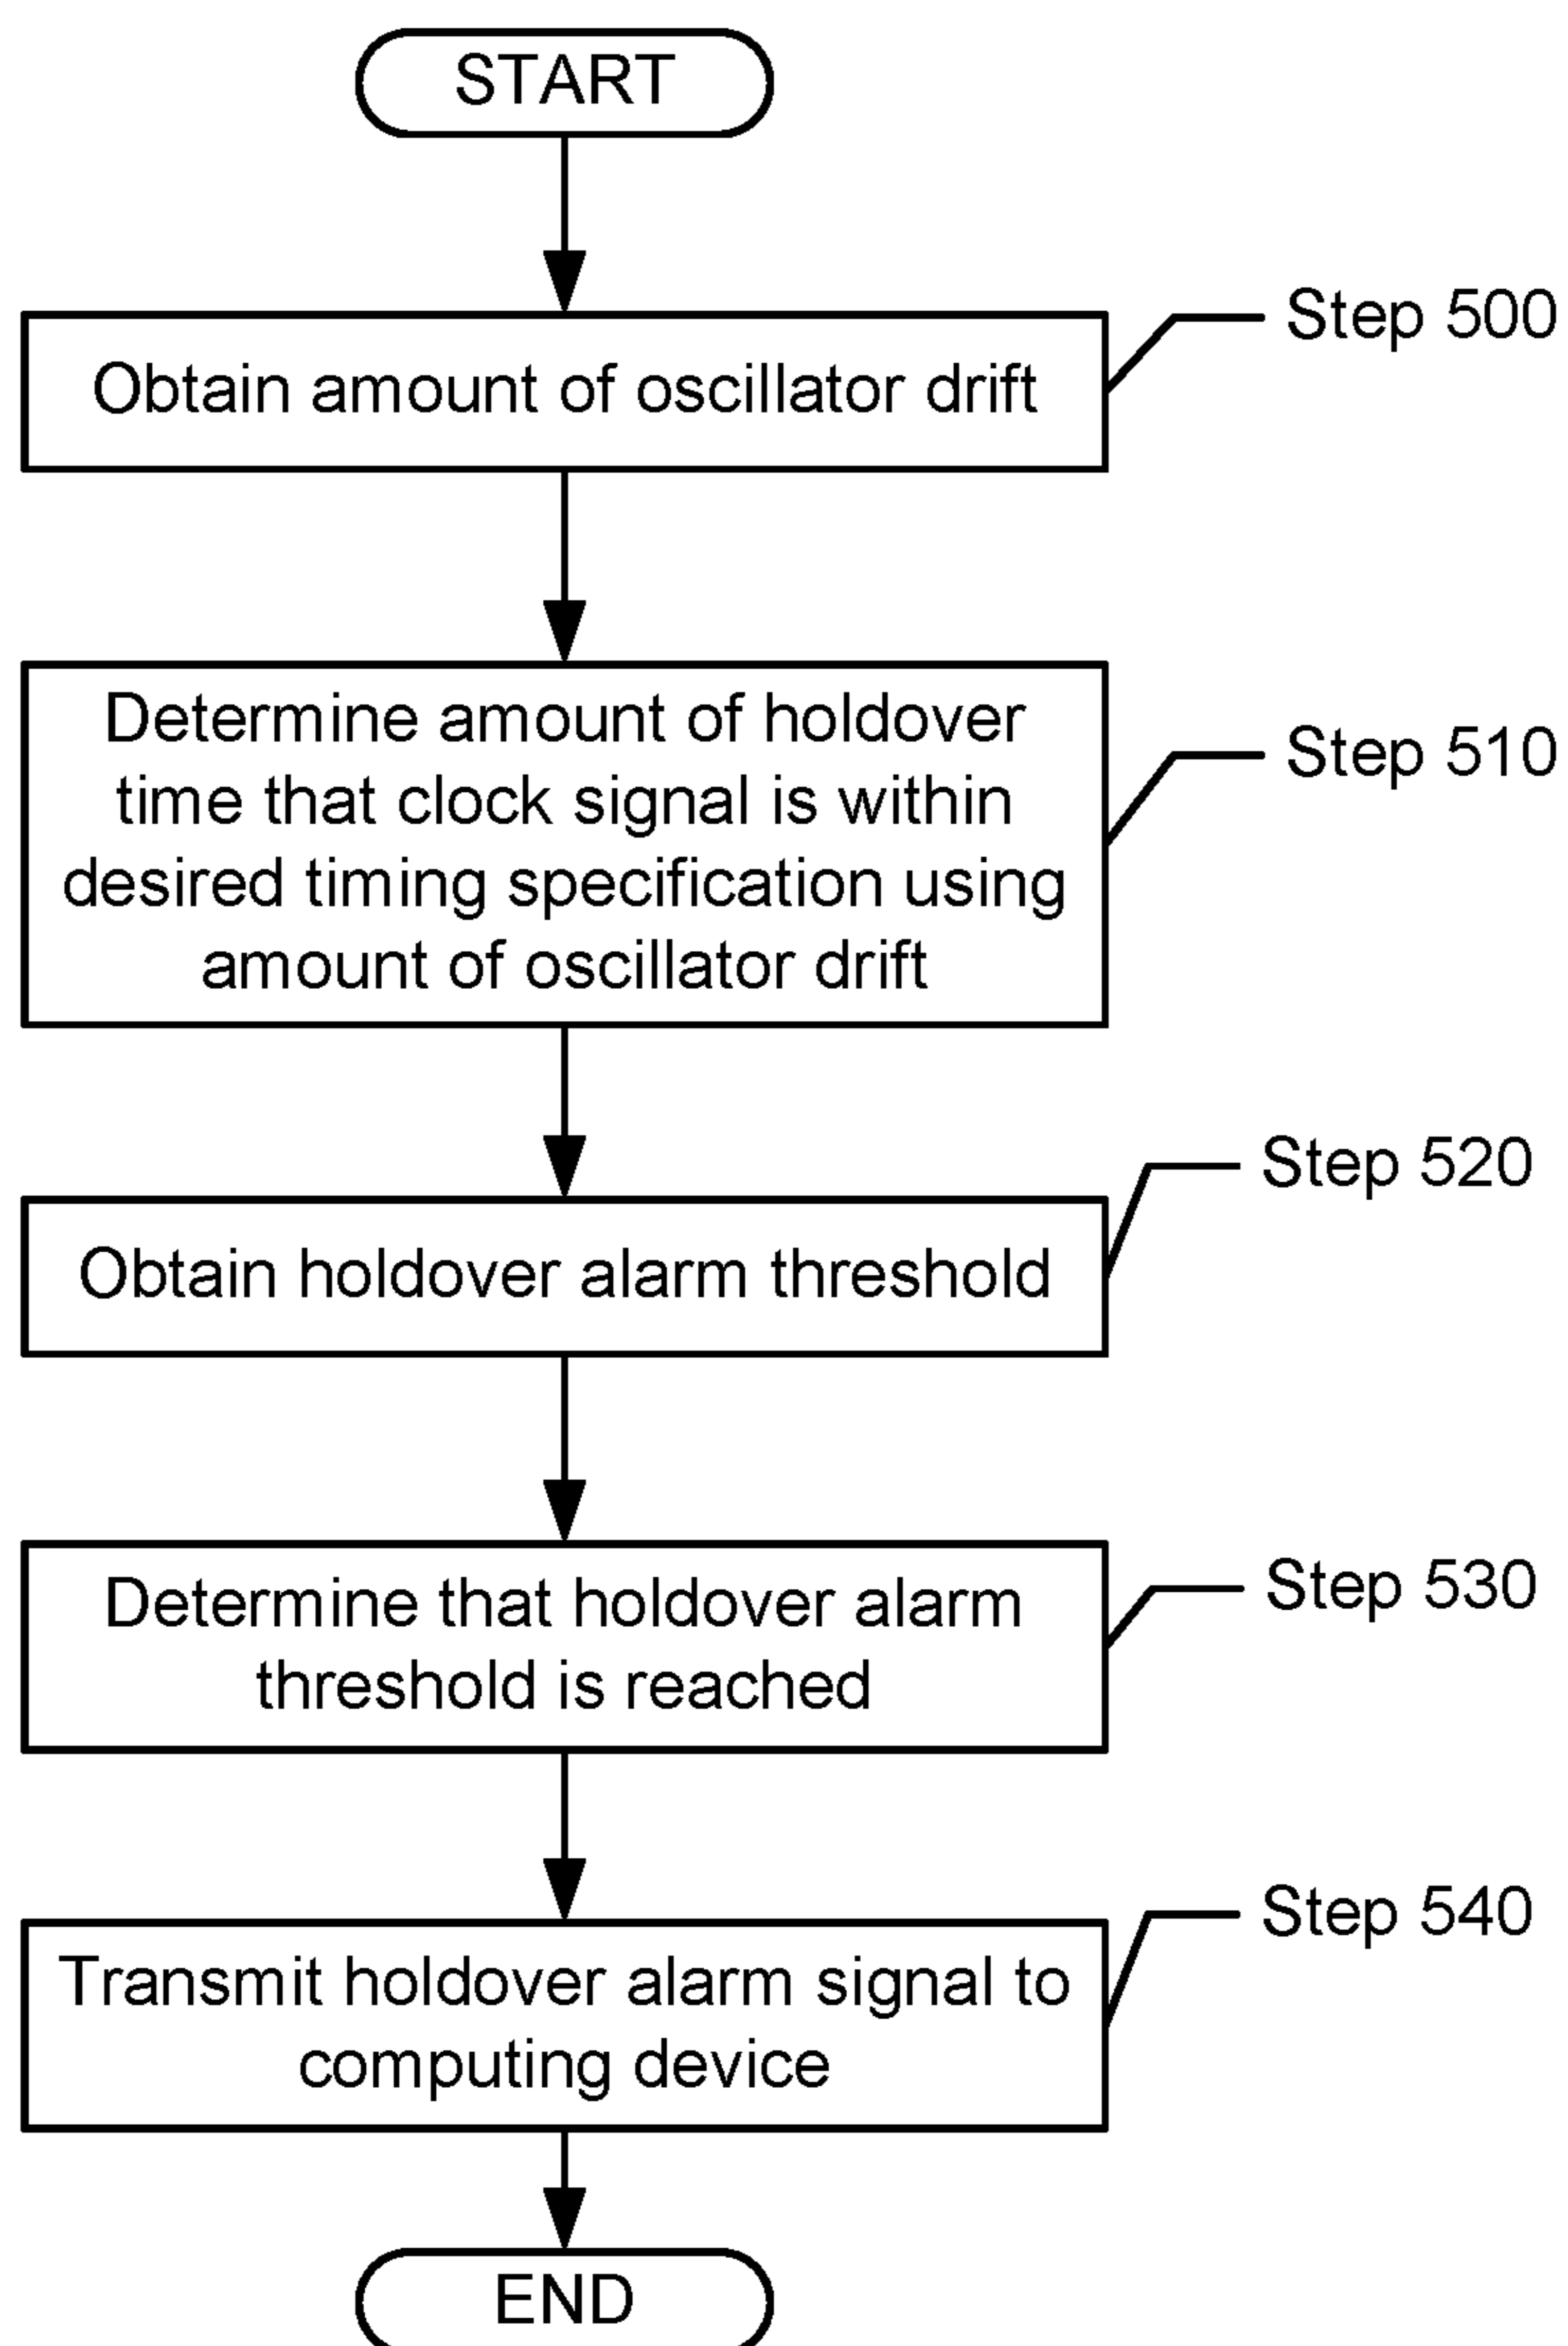 START
Step 500
Obtain amount of oscillator drift
Determine amount of holdover
Step 510
time that clock signal is within
desired timing specification using
amount of oscillator drift
Step 520
Obtain holdover alarm threshold
Determine that holdover alarm
Step 530
threshold is reached
Step 540
Transmit holdover alarm signal to
computing device
END